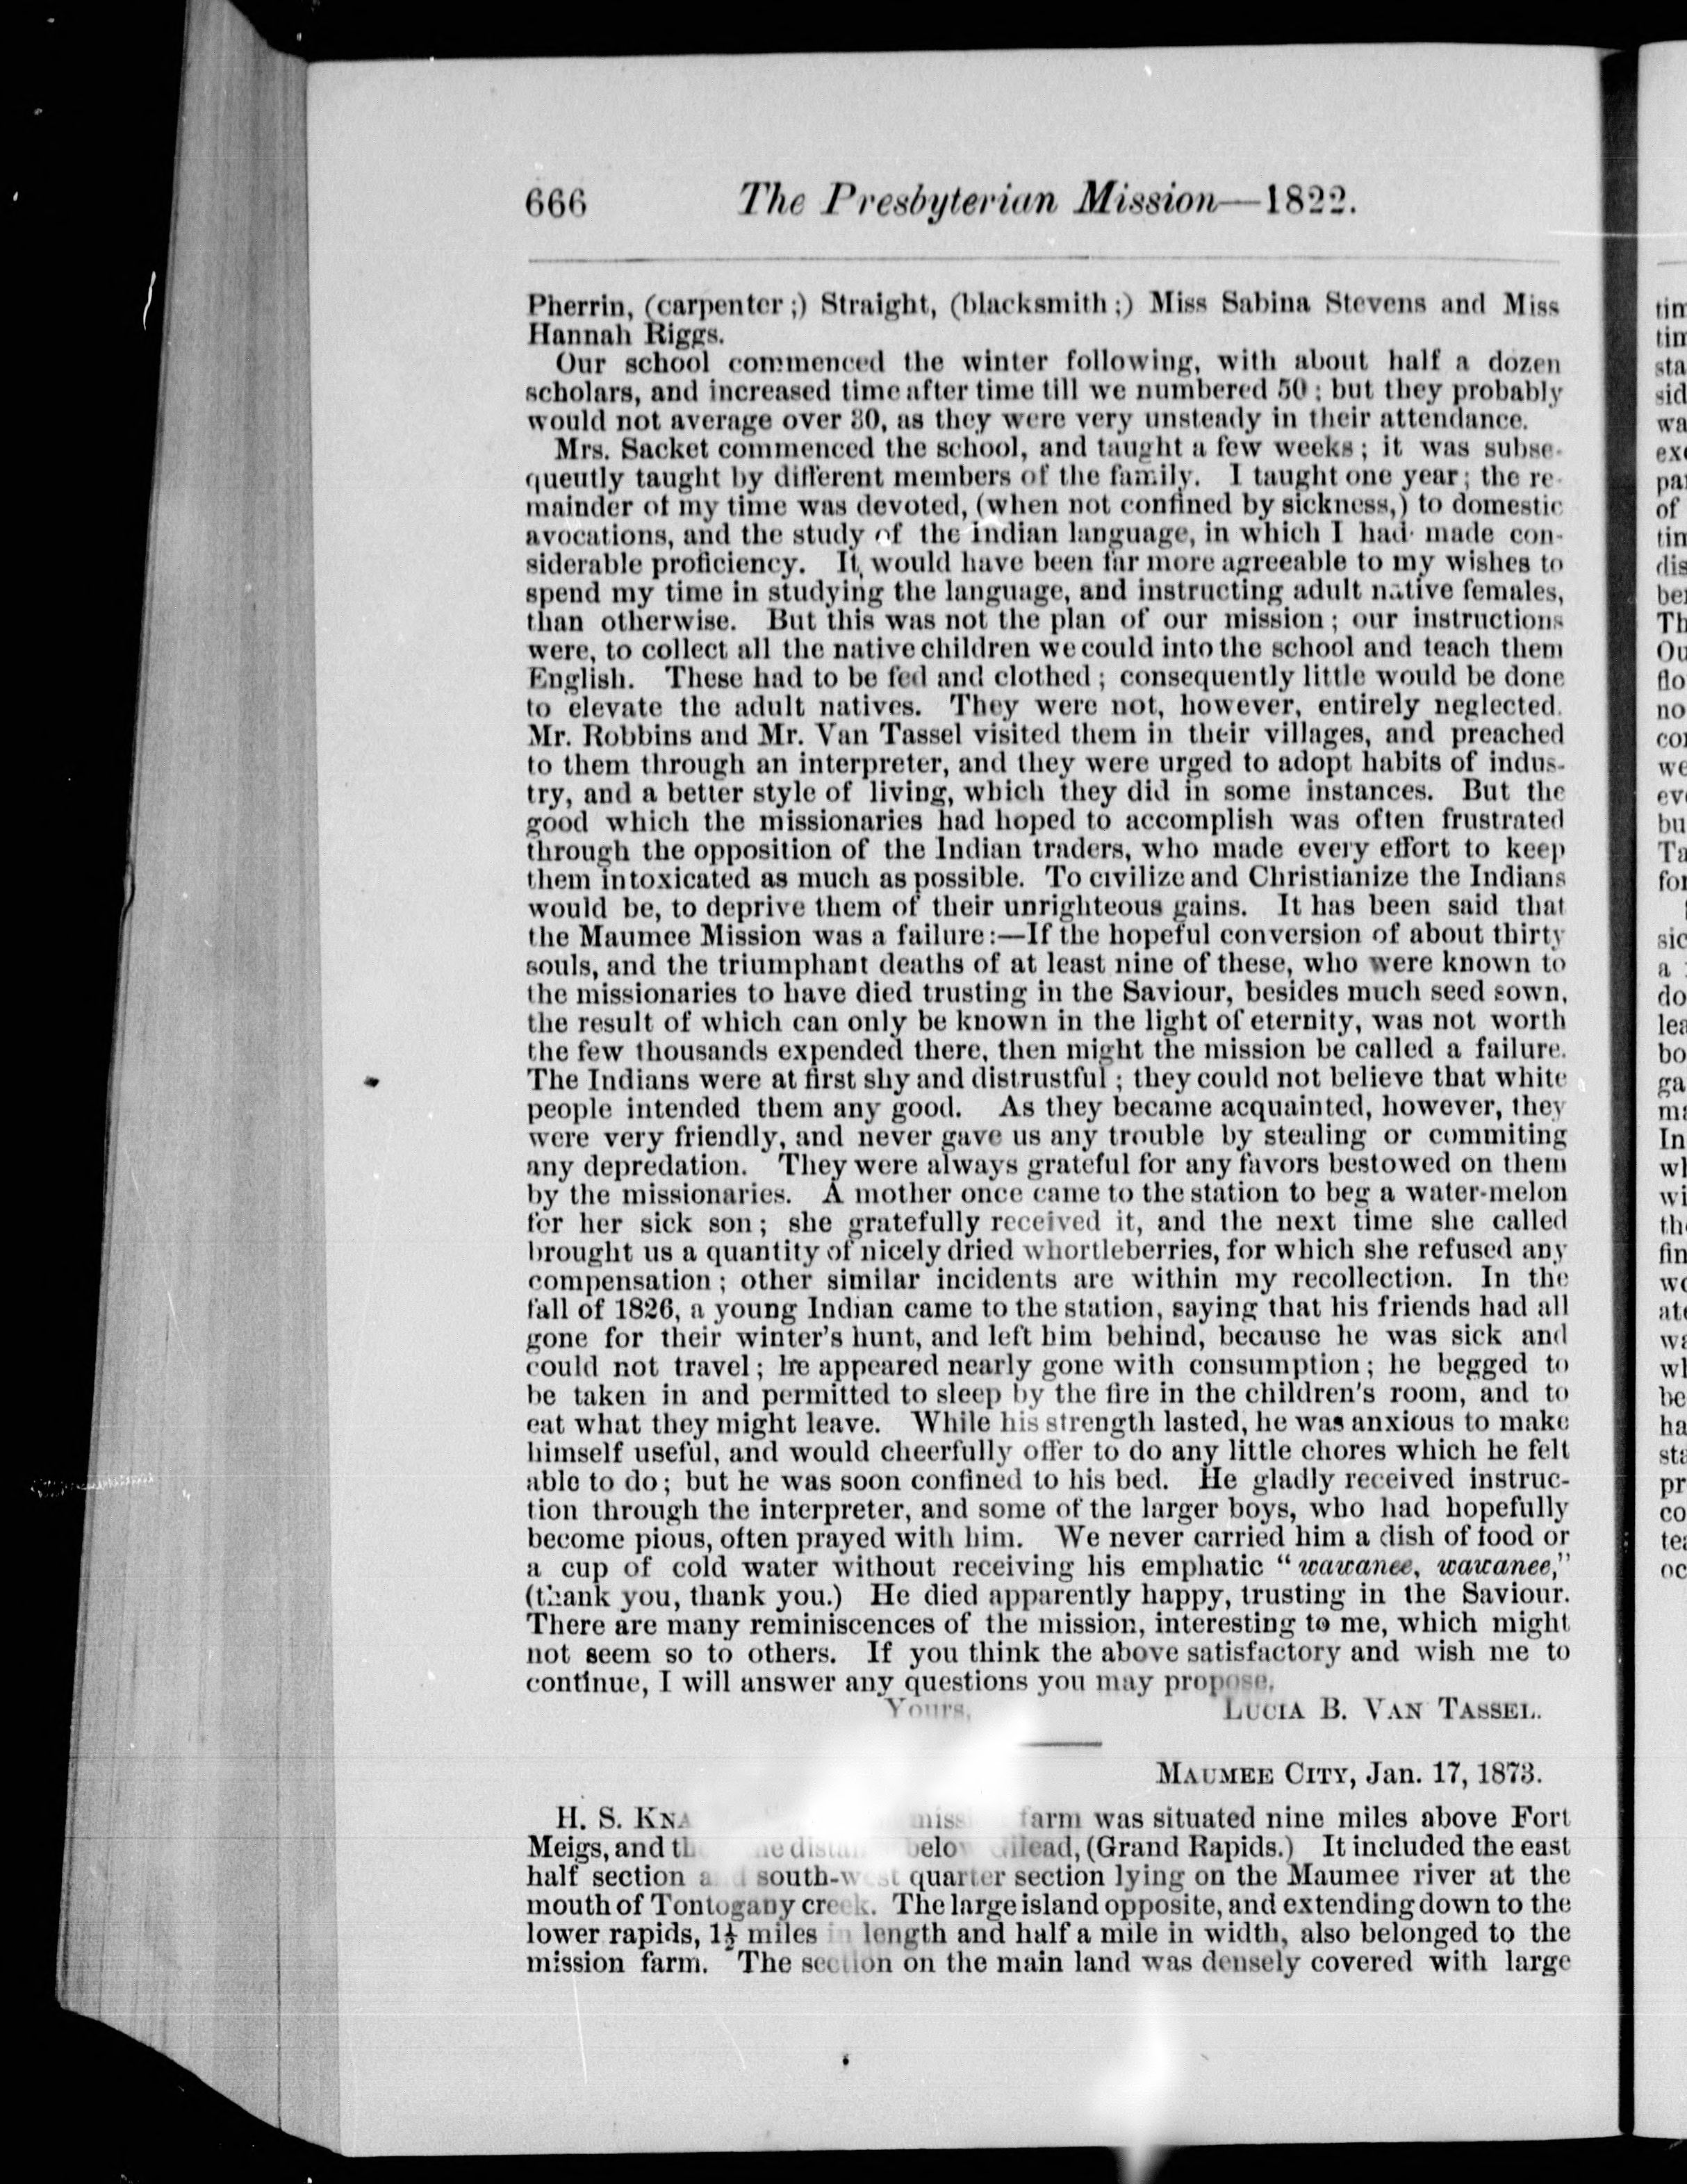 666 The Presbyterian Mission—1822.
Pherrin, (carpenter;) Straight, (blacksmith;) Miss Sabina Stevens and Miss
Hannah Riggs.
Our school commenced the winter following, with about half a dozen
scholars, and increased time after time till we numbered 50; but they probably
would not average over 30, as they were very unsteady in their attendance.
Mrs. Sacket commenced the school, and taught a few weeks; it was subse-
quently taught by different members of the family. I taught one year; the re-
mainder of my time was devoted, (when not confined by sickness,) to domestic
avocations, and the study of the Indian language, in which I had made con-
siderable proficiency. It would have been far more agreeable to my wishes to
spend my time in studying the language, and instructing adult native females,
than otherwise. But this was not the plan of our mission; our instructions
were, to collect all the native children we could into the school and teach them
English. These had to be fed and clothed; consequently little would be done
to elevate the adult natives. They were not, however, entirely neglected.
Mr. Robbins and Mr. Van Tassel visited them in their villages, and preached
to them through an interpreter, and they were urged to adopt habits of indus-
try, and a better style of living, which they did in some instances. But the
good which the missionaries had hoped to accomplish was often frustrated
through the opposition of the Indian traders, who made every effort to keep
them intoxicated as much as possible. To civilize and Christianize the Indians
would be, to deprive them of their unrighteous gains. It has been said that
the Maumee Mission was a failure:—If the hopeful conversion of about thirty
souls, and the triumphant deaths of at least nine of these, who were known to
the missionaries to have died trusting in the Saviour, besides much seed sown,
the result of which can only be known in the light of eternity, was not worth
the few thousands expended there, then might the mission be called a failure.
The Indians were at first shy and distrustful; they could not believe that white
people intended them any good. As they became acquainted, however, they
were very friendly, and never gave us any trouble by stealing or commiting
any depredation. They were always grateful for any favors bestowed on them
by the missionaries. A mother once came to the station to beg a water-melon
for her sick son; she gratefully received it, and the next time she called
brought us a quantity of nicely dried whortleberries, for which she refused any
compensation; other similar incidents are within my recollection. In the
fall of 1826, a young Indian came to the station, saying that his friends had all
gone for their winter's hunt, and left him behind, because he was sick and
could not travel; he appeared nearly gone with consumption; he begged to
be taken in and permitted to sleep by the fire in the children's room, and to
eat what they might leave. While his strength lasted, he was anxious to make
himself useful, and would cheerfully offer to do any little chores which he felt
able to do; but he was soon confined to his bed. He gladly received instruc-
tion through the interpreter, and some of the larger boys, who had hopefully
become pious, often prayed with him. We never carried him a dish of food or
a cup of cold water without receiving his emphatic "wawanee, wawanee,"
(thank you, thank you.) He died apparently happy, trusting in the Saviour.
There are many reminiscences of the mission, interesting to me, which might
not seem so to others. If you think the above satisfactory and wish me to
continue, I will answer any questions you may propose.
Yours, LUCIA B. VAN TASSEL.
MAUMEE CITY, Jan. 17, 1873.
H. S. farm was situated nine miles above Fort
Meigs, and (Grand Rapids.) It included the east
half section and south-west quarter section lying on the Maumee river at the
mouth of Tontogany creek. The large island opposite, and extending down to the
lower rapids, 1½ miles in length and half a mile in width, also belonged to the
mission farm. The section on the main land was densely covered with large